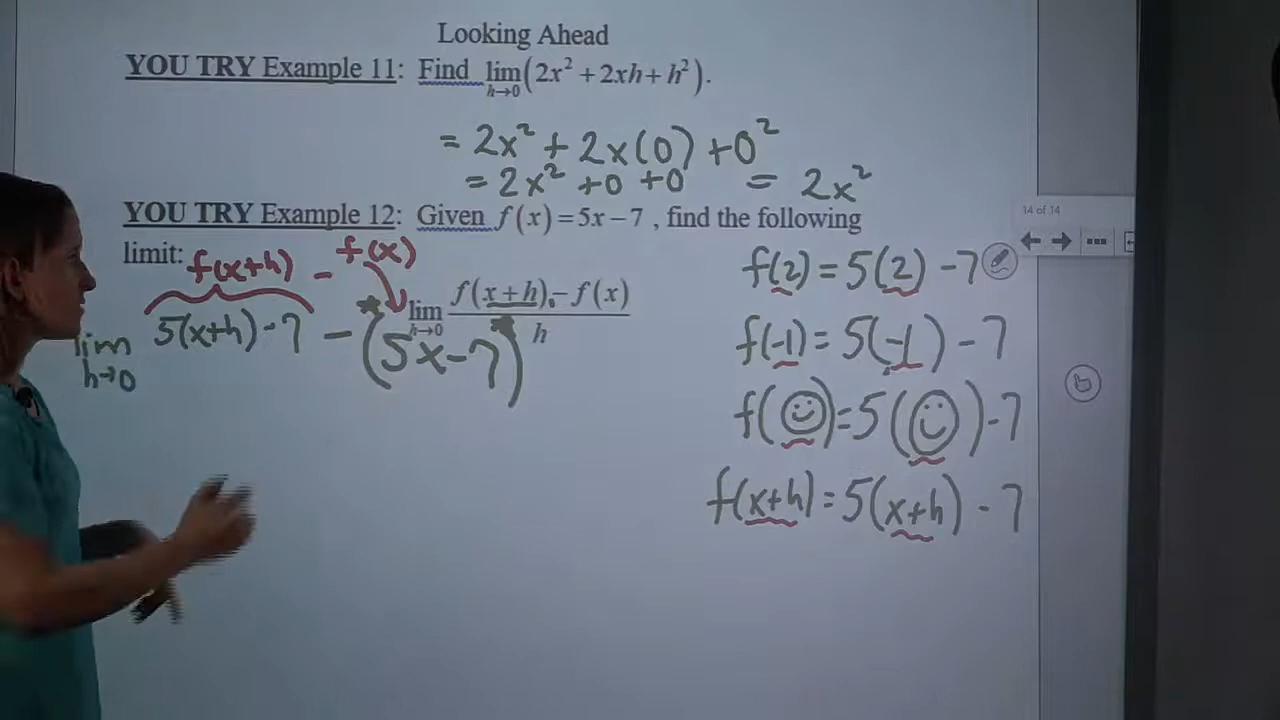 Looking Ahead
YOU TRY Example 11: Find lim h→0 (2x² + 2xh + h²).
= 2x² + 2x(0) + 0²
= 2x² + 0 + 0 = 2x²
YOU TRY Example 12: Given f(x) = 5x − 7, find the following
limit:
f(x+h) − f(x)
lim h→0 (f(x+h) − f(x))/h
lim h→0 5(x+h) − 7 − (5x − 7)
14 of 14
f(2) = 5(2) − 7
f(-1) = 5(-1) − 7
f(☺) = 5(☺) − 7
f(x+h) = 5(x+h) − 7